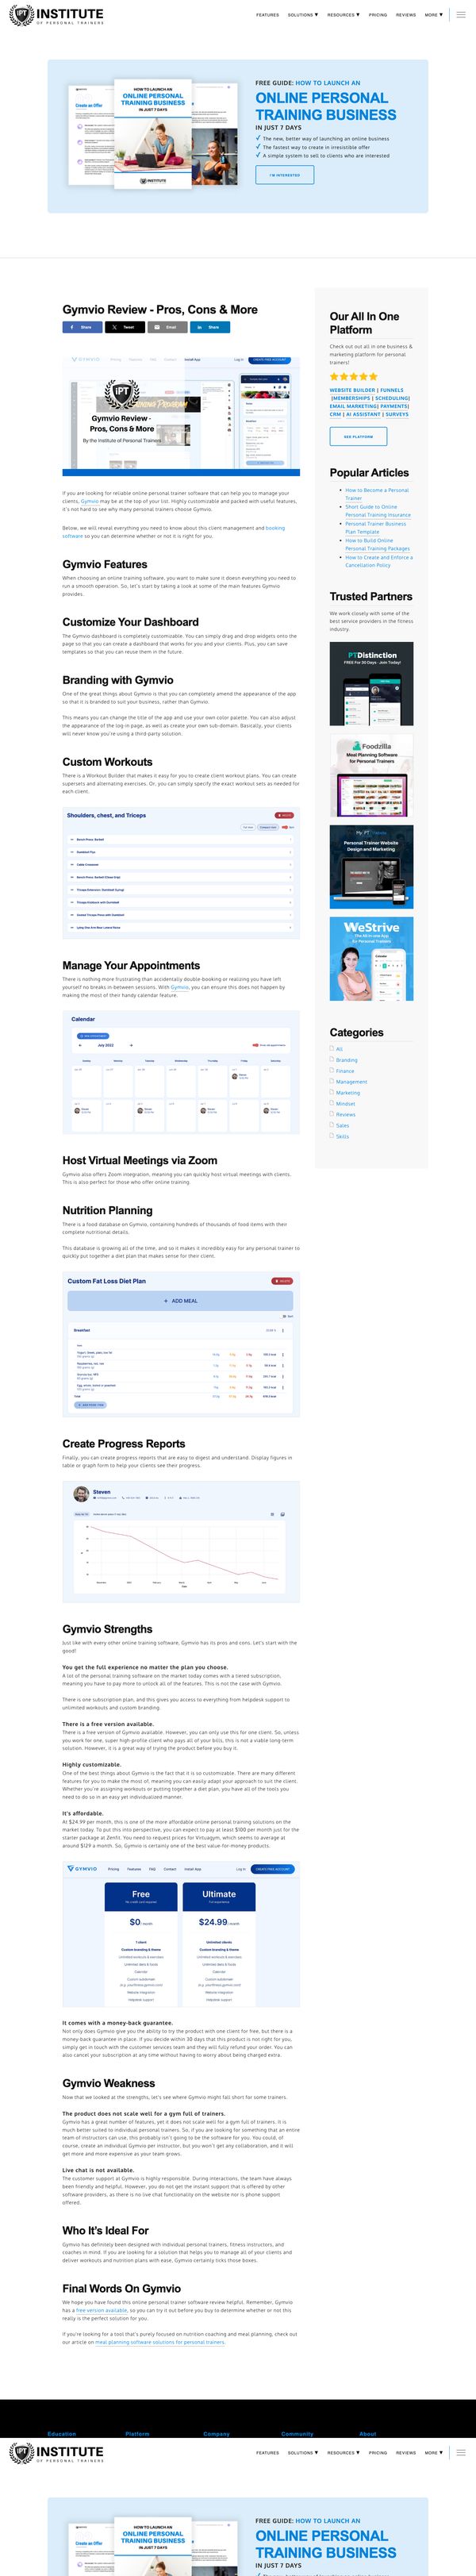 INSTITUTE
OF PERSONAL TRAINERS
FEATURES SOLUTIONS ▼ RESOURCES ▼ PRICING REVIEWS MORE ▼
FREE GUIDE: HOW TO LAUNCH AN
ONLINE PERSONAL
TRAINING BUSINESS
IN JUST 7 DAYS
✓ The new, better way of launching an online business
✓ The fastest way to create in irresistible offer
✓ A simple system to sell to clients who are interested
I'M INTERESTED
Create an Offer
HOW TO LAUNCH AN
ONLINE PERSONAL
TRAINING BUSINESS
IN JUST 7 DAYS
INSTITUTE
Gymvio Review - Pros, Cons & More
Share
Tweet
Email
Share
Gymvio Review -
Pros, Cons & More
By the Institute of Personal Trainers
If you are looking for reliable online personal trainer software that can help you to manage your
clients, Gymvio may be at the top of your list. Highly customizable and packed with useful features,
it's not hard to see why so many personal trainers choose Gymvio.
Below, we will reveal everything you need to know about this client management and booking
software so you can determine whether or not it is right for you.
Gymvio Features
When choosing an online training software, you want to make sure it doesn everything you need to
run a smooth operation. So, let's start by taking a look at some of the main features Gymvio
provides.
Customize Your Dashboard
The Gymvio dashboard is completely customizable. You can simply drag and drop widgets onto the
page so that you can create a dashboard that works for you and your clients. Plus, you can save
templates so that you can reuse them in the future.
Branding with Gymvio
One of the great things about Gymvio is that you can completely amend the appearance of the app
so that it is branded to suit your business, rather than Gymvio.
This means you can change the title of the app and use your own color palette. You can also adjust
the appearance of the log-in page, as well as create your own sub-domain. Basically, your clients
will never know you're using a third party solution.
Custom Workouts
There is a Workout Builder that makes it easy for you to create client workout plans. You can create
supersets and alternating exercises. Or, you can simply specify the exact workout sets as needed for
each client.
Shoulders, chest, and Triceps
Manage Your Appointments
There is nothing more frustrating than accidentally double-booking or realizing you have left
yourself no breaks in-between sessions. With Gymvio, you can ensure this does not happen by
making the most of their handy calendar feature.
Calendar
July 2022
Host Virtual Meetings via Zoom
Gymvio also offers Zoom integration, meaning you can quickly host virtual meetings with clients.
This is also perfect for those who offer online training.
Nutrition Planning
There is a food database on Gymvio, containing hundreds of thousands of food items with their
complete nutritional details.
This database is growing all of the time, and so it makes it incredibly easy for any personal trainer to
quickly put together a diet plan that makes sense for their client.
Custom Fat Loss Diet Plan
+ ADD MEAL
Breakfast
Create Progress Reports
Finally, you can create progress reports that are easy to digest and understand. Display figures in
table or graph form to help your clients see their progress.
Steven
Gymvio Strengths
Just like with every other online training software, Gymvio has its pros and cons. Let's start with the
good!
You get the full experience no matter the plan you choose.
A lot of the personal training software on the market today comes with a tiered subscription,
meaning you have to pay more to unlock all of the features. This is not the case with Gymvio.
There is one subscription plan, and this gives you access to everything from helpdesk support to
unlimited workouts and custom branding.
There is a free version available.
There is a free version of Gymvio available. However, you can only use this for one client. So, unless
you work for one, super high-profile client who pays all of your bills, this is not a viable long-term
solution. However, it is a great way of trying the product before you buy it.
Highly customizable.
One of the best things about Gymvio is the fact that it is so customizable. There are many different
features for you to make the most of, meaning you can easily adapt your approach to suit the client.
Whether you're arranging workouts or putting together a diet plan, you have all of the tools you
need to do so in an easy yet individualized manner.
It's affordable.
At $24.99 per month, this is one of the more affordable online personal training solutions on the
market today. To put this into perspective, you can expect to pay at least $100 per month just for the
starter package at Zenfit. You need to request prices for Virtuagym, which seems to average at
around $129 a month. So, Gymvio is certainly one of the best value-for-money products.
GYMVIO Pricing Features FAQ Contact Install App Log in CREATE FREE ACCOUNT
Free
Ultimate
$0 /month
$24.99 /month
1 client
Unlimited clients
Custom branding & theme
Custom branding & theme
Calendar
Calendar
Custom subdomain
Custom subdomain
Website integration
Website integration
Helpdesk support
Helpdesk support
It comes with a money-back guarantee.
Not only does Gymvio give you the ability to try the product with one client for free, but there is a
money-back guarantee in place. If you decide within 30 days that this product is not right for you,
simply get in touch with the customer services team and they will fully refund your order. You can
also cancel your subscription at any time without having to worry about being charged extra.
Gymvio Weakness
Now that we looked at the strengths, let's see where Gymvio might fall short for some trainers.
The product does not scale well for a gym full of trainers.
Gymvio has a great number of features, yet it does not scale well for a gym full of trainers. It is
much better suited to individual personal trainers. So, if you are looking for something that an entire
team of instructors can use, this probably isn't going to be the software for you. You could, of
course, create an individual Gymvio per instructor, but you won't get any collaboration, and it will
get more and more expensive as your team grows.
Live chat is not available.
The customer support at Gymvio is highly responsible. During interactions, the team have always
been friendly and helpful. However, you do not get the instant support that is offered by other
software providers, as there is no live chat functionality on the website nor is phone support
offered.
Who It's Ideal For
Gymvio has definitely been designed with individual personal trainers, fitness instructors, and
coaches in mind. If you are looking for a solution that helps you to manage all of your clients and
deliver workouts and nutrition plans with ease, Gymvio certainly ticks those boxes.
Final Words On Gymvio
We hope you have found this online personal trainer software review helpful. Remember, Gymvio
has a free version available, so you can try it out before you buy to determine whether or not this
really is the perfect solution for you.
If you're looking for a tool that's purely focused on nutrition coaching and meal planning, check out
our article on meal planning software solutions for personal trainers.
Our All In One
Platform
Check out out all in one business &
marketing platform for personal
trainers!
WEBSITE BUILDER | FUNNELS
|MEMBERSHIPS | SCHEDULING|
EMAIL MARKETING| PAYMENTS|
CRM | AI ASSISTANT | SURVEYS
SEE PLATFORM
Popular Articles
How to Become a Personal
Trainer
Short Guide to Online
Personal Training Insurance
Personal Trainer Business
Plan Template
How to Build Online
Personal Training Packages
How to Create and Enforce a
Cancellation Policy
Trusted Partners
We work closely with some of the
best service providers in the fitness
industry.
PTDistinction
FREE For 30 Days - Join Today!
Foodzilla
Meal Planning Software
for Personal Trainers
My PT Website
Personal Trainer Website
Design and Marketing
WeStrive
The All-in-one App
for Personal Trainers
Categories
All
Branding
Finance
Management
Marketing
Mindset
Reviews
Sales
Skills
Education Platform Company Community About
INSTITUTE
OF PERSONAL TRAINERS
FEATURES SOLUTIONS ▼ RESOURCES ▼ PRICING REVIEWS MORE ▼
FREE GUIDE: HOW TO LAUNCH AN
ONLINE PERSONAL
TRAINING BUSINESS
IN JUST 7 DAYS
Create an Offer
HOW TO LAUNCH AN
ONLINE PERSONAL
TRAINING BUSINESS
IN JUST 7 DAYS